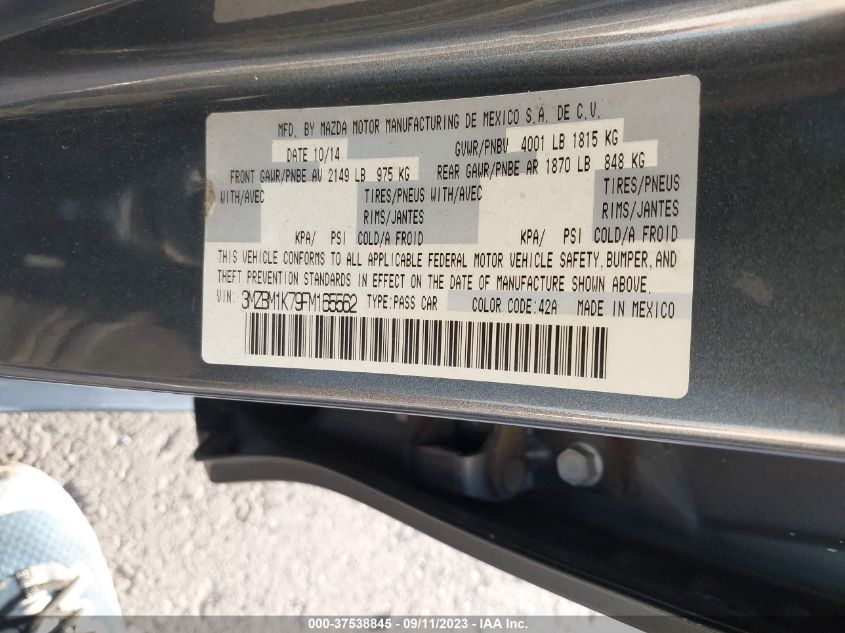 MFD. BY MAZDA MOTOR MANUFACTURING DE MEXICO S.A. DE C.V.
DATE 10/14 GVWR/PNBV 4001 LB 1815 KG
FRONT GAWR/PNBE AV 2149 LB 975 KG REAR GAWR/PNBE AR 1870 LB 848 KG
WITH/AVEC TIRES/PNEUS WITH/AVEC TIRES/PNEUS
RIMS/JANTES RIMS/JANTES
KPA/ PSI COLD/A FROID KPA/ PSI COLD/A FROID
THIS VEHICLE CONFORMS TO ALL APPLICABLE FEDERAL MOTOR VEHICLE SAFETY, BUMPER, AND
THEFT PREVENTION STANDARDS IN EFFECT ON THE DATE OF MANUFACTURE SHOWN ABOVE.
VIN: 3MZBM1K79FM165562 TYPE:PASS CAR COLOR CODE:42A MADE IN MEXICO
000-37538845 - 09/11/2023 - IAA Inc.